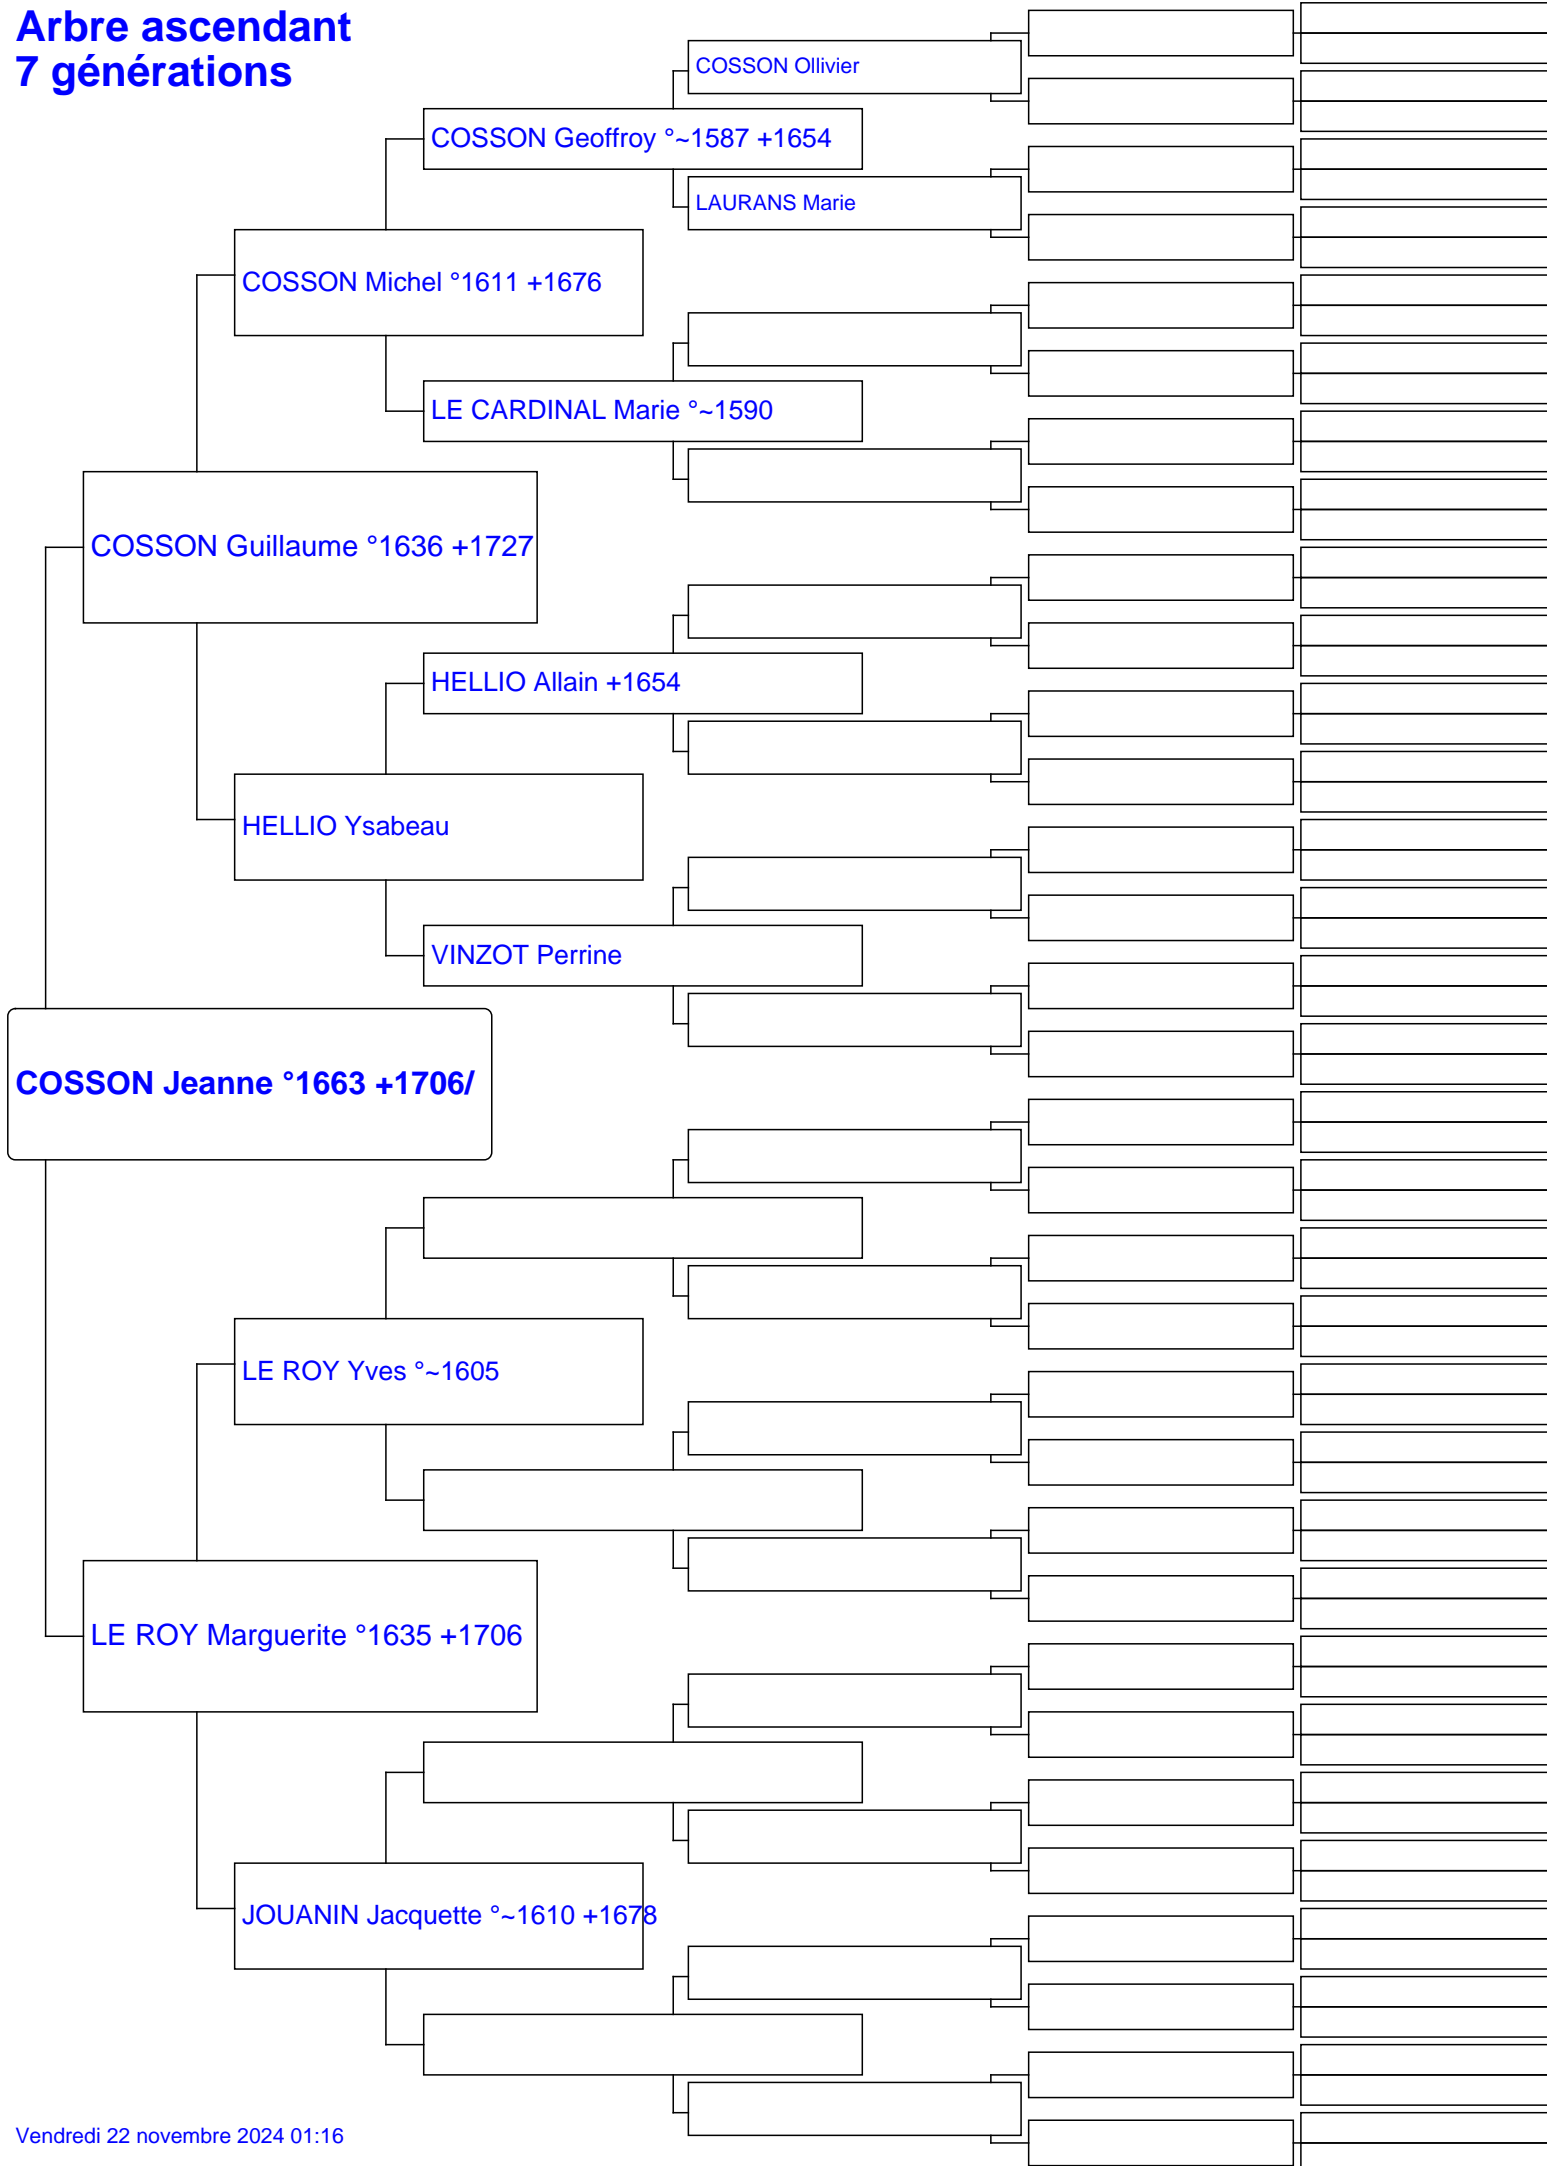 Arbre ascendant
7 générations
COSSON Ollivier
COSSON Geoffroy °~1587 +1654
LAURANS Marie
COSSON Michel °1611 +1676
LE CARDINAL Marie °~1590
COSSON Guillaume °1636 +1727
HELLIO Allain +1654
HELLIO Ysabeau
VINZOT Perrine
COSSON Jeanne °1663 +1706/
LE ROY Yves °~1605
LE ROY Marguerite °1635 +1706
JOUANIN Jacquette °~1610 +1678
Vendredi 22 novembre 2024 01:16